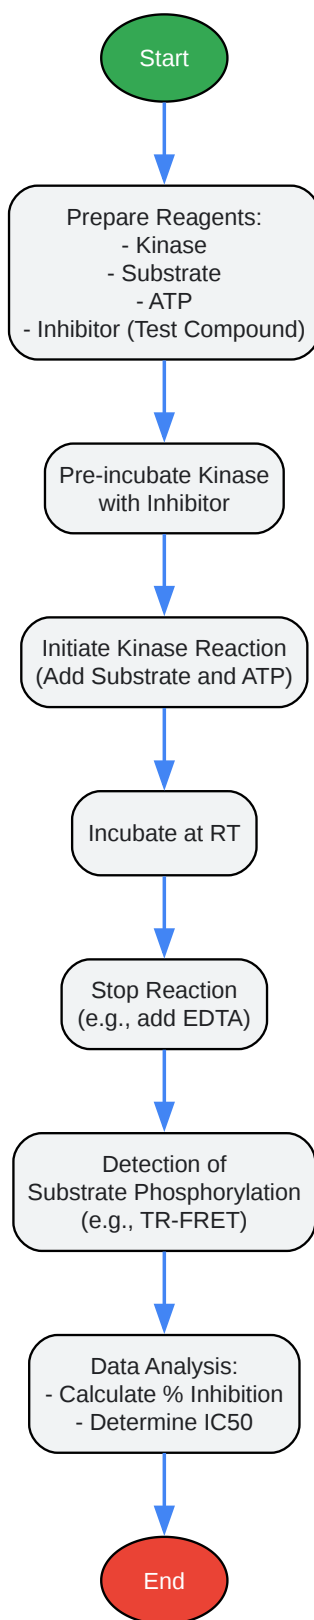 Start
Prepare Reagents:
- Kinase
- Substrate
- ATP
- Inhibitor (Test Compound)
Pre-incubate Kinase
with Inhibitor
Initiate Kinase Reaction
(Add Substrate and ATP)
Incubate at RT
Stop Reaction
(e.g., add EDTA)
Detection of
Substrate Phosphorylation
(e.g., TR-FRET)
Data Analysis:
- Calculate % Inhibition
- Determine IC50
End